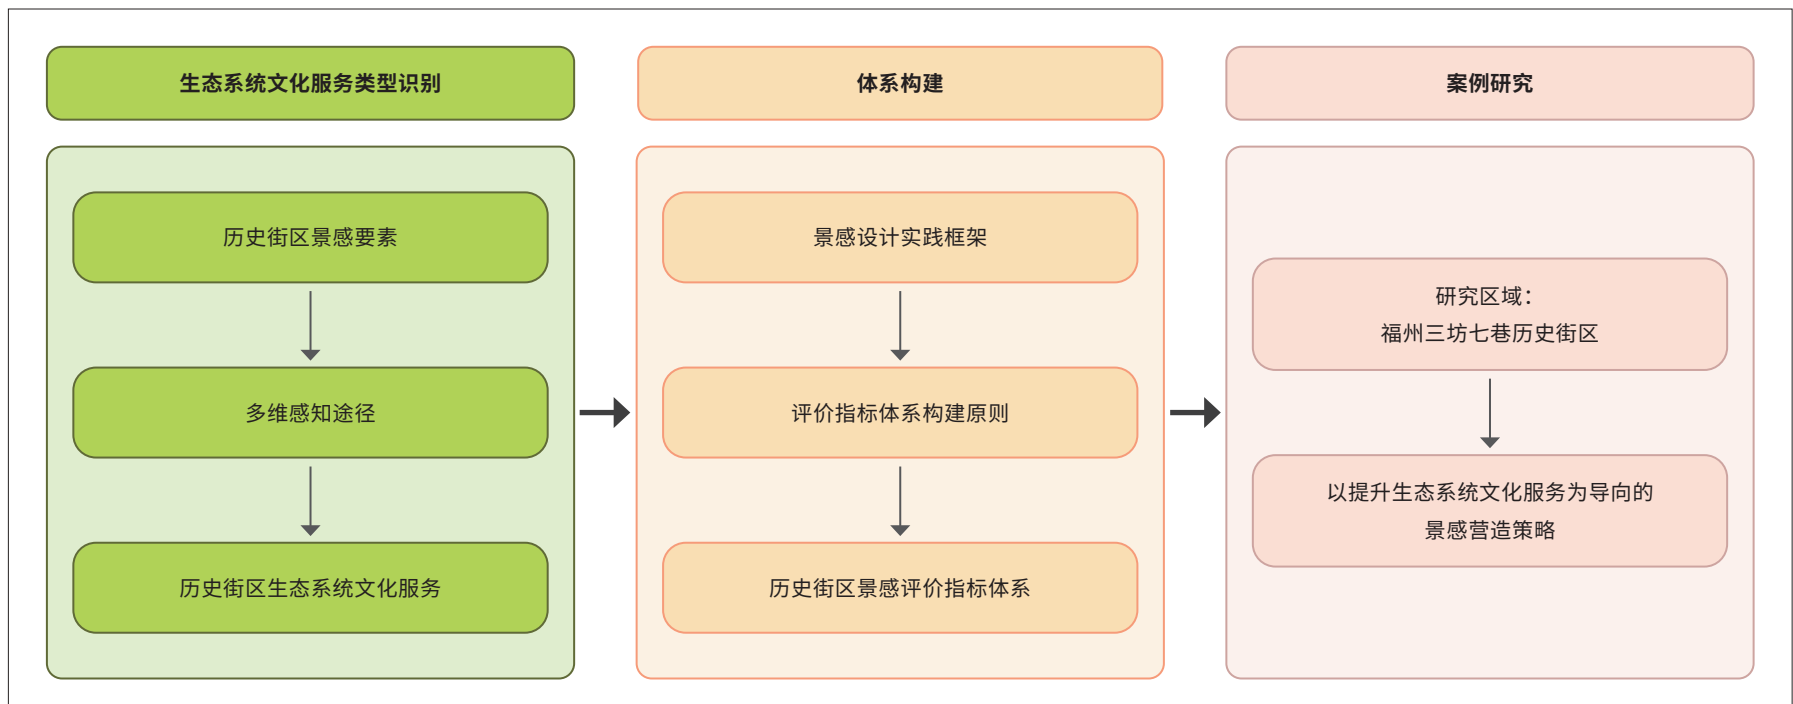 生态系统文化服务类型识别
历史街区景感要素
多维感知途径
历史街区生态系统文化服务
体系构建
景感设计实践框架
评价指标体系构建原则
历史街区景感评价指标体系
案例研究
研究区域：
福州三坊七巷历史街区
以提升生态系统文化服务为导向的
景感营造策略